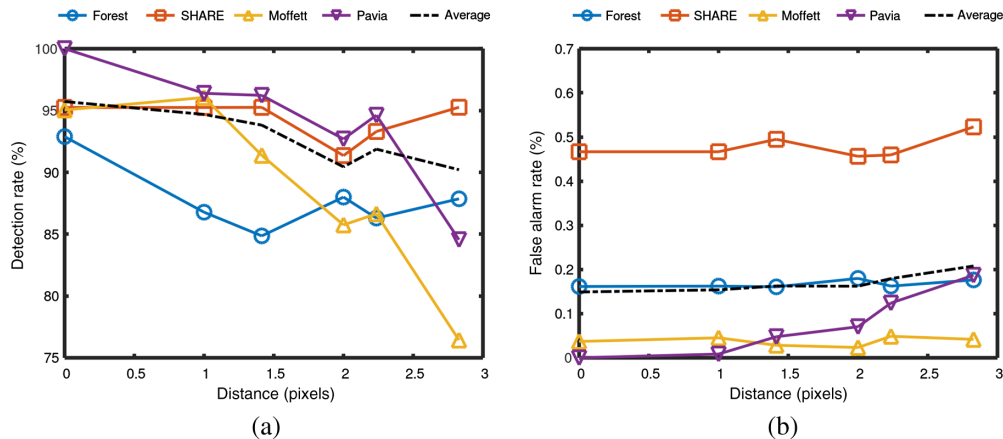 Forest SHARE Moffett Pavia Average
100
95
90
85
80
75
Detection rate (%)
0 0.5 1 1.5 2 2.5 3
Distance (pixels)
(a)
Forest SHARE Moffett Pavia Average
0.7
0.6
0.5
0.4
0.3
0.2
0.1
0
False alarm rate (%)
0 0.5 1 1.5 2 2.5 3
Distance (pixels)
(b)